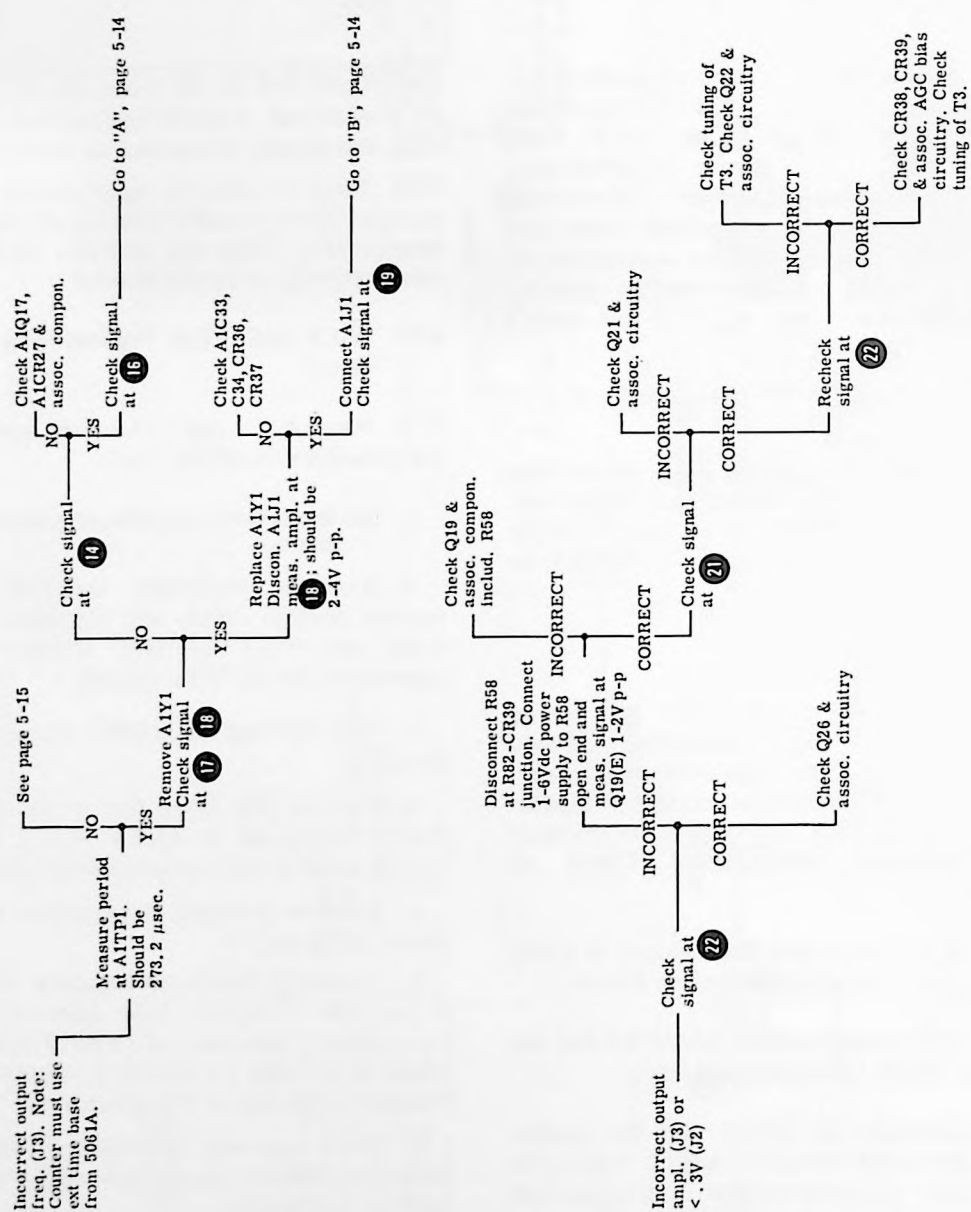 Incorrect output
freq. (J3). Note:
Counter must use
ext time base
from 5061A.
Measure period
at A1TP1.
Should be
273.2 μsec.
NO
See page 5-15
YES
Remove A1Y1
Check signal
at 17 18
NO
Check signal
at 14
NO
Check A1Q17,
A1CR27 &
assoc. compon.
YES
Check signal
at 16
Go to "A", page 5-14
YES
Replace A1Y1
Discon. A1J1
meas. ampl. at
18 ; should be
2-4V p-p.
NO
Check A1C33,
C34, CR36,
CR37
YES
Connect A1J1
Check signal at 19
Go to "B", page 5-14
Incorrect output
ampl. (J3) or
<.3V (J2)
Check
signal at 22
INCORRECT
Disconnect R58
at R82-CR39
junction. Connect
1-6Vdc power
supply to R58
open end and
meas. signal at
Q19(E) 1-2V p-p
INCORRECT
Check Q19 &
assoc. compon.
includ. R58
CORRECT
Check signal
at 21
INCORRECT
Check Q21 &
assoc. circuitry
CORRECT
Recheck
signal at 22
INCORRECT
Check tuning of
T3. Check Q22 &
assoc. circuitry
CORRECT
Check CR38, CR39,
& assoc. AGC bias
circuitry. Check
tuning of T3.
CORRECT
Check Q26 &
assoc. circuitry